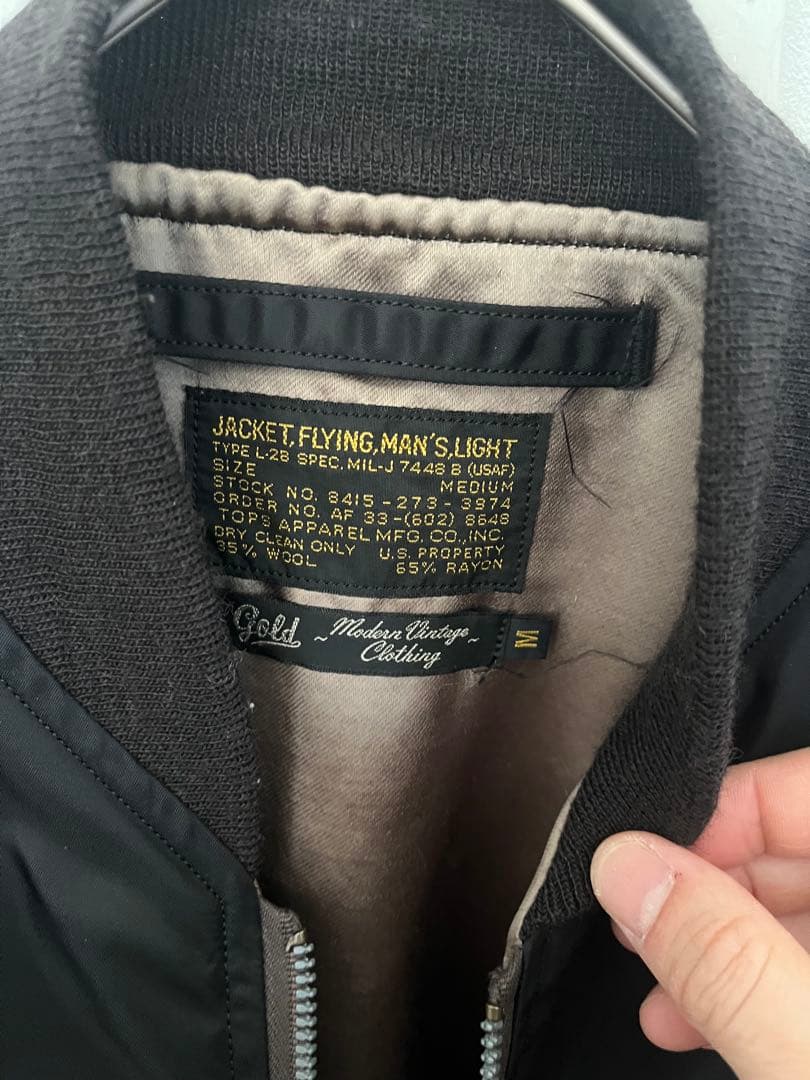 JACKET, FLYING, MAN'S, LIGHT
TYPE L-2B SPEC. MIL-J 7448 B (USAF)
SIZE MEDIUM
STOCK NO. 8415-273-3974
ORDER NO. AF 33-(602) 8648
TOPS APPAREL MFG. CO., INC.
DRY CLEAN ONLY U.S. PROPERTY
35% WOOL 65% RAYON
Gold ~Modern Vintage~
Clothing
M